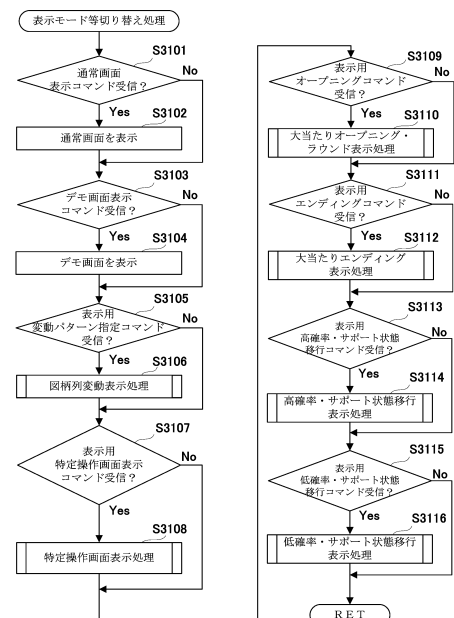 表示モード等切り替え処理
S3101
通常画面
表示コマンド受信？
No
Yes
S3102
通常画面を表示
S3103
デモ画面表示
コマンド受信？
No
Yes
S3104
デモ画面を表示
S3105
表示用
変動パターン指定コマンド
受信？
No
Yes
S3106
図柄列変動表示処理
S3107
表示用
特定操作画面表示
コマンド受信？
No
Yes
S3108
特定操作画面表示処理
S3109
表示用
オープニングコマンド
受信？
No
Yes
S3110
大当たりオープニング・
ラウンド表示処理
S3111
表示用
エンディングコマンド
受信？
No
Yes
S3112
大当たりエンディング
表示処理
S3113
表示用
高確率・サポート状態
移行コマンド受信？
No
Yes
S3114
高確率・サポート状態移行
表示処理
S3115
表示用
低確率・サポート状態
移行コマンド受信？
No
Yes
S3116
低確率・サポート状態移行
表示処理
RET